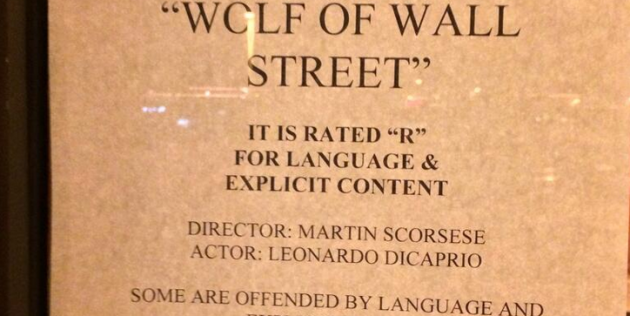 "WOLF OF WALL
STREET"
IT IS RATED "R"
FOR LANGUAGE &
EXPLICIT CONTENT
DIRECTOR: MARTIN SCORSESE
ACTOR: LEONARDO DICAPRIO
SOME ARE OFFENDED BY LANGUAGE AND